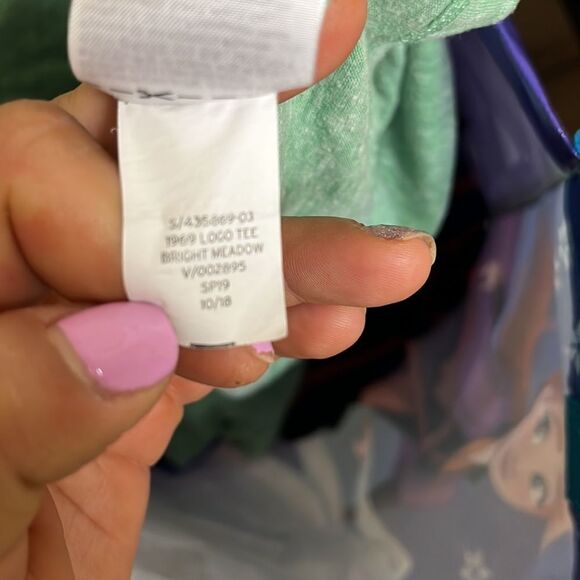 S/435869-03
1969 LOGO TEE
BRIGHT MEADOW
V/002895
SP19
10/18